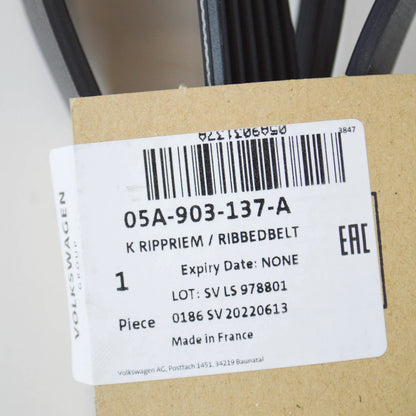 05A903137A
3847
05A-903-137-A
K RIPPRIEM / RIBBEDBELT
Expiry Date: NONE
1
LOT: SV LS 978801
Piece
0186 SV 20220613
Made in France
Volkswagen AG, Postfach 1451, 34219 Baunatal
VOLKSWAGEN
GROUP
EAC